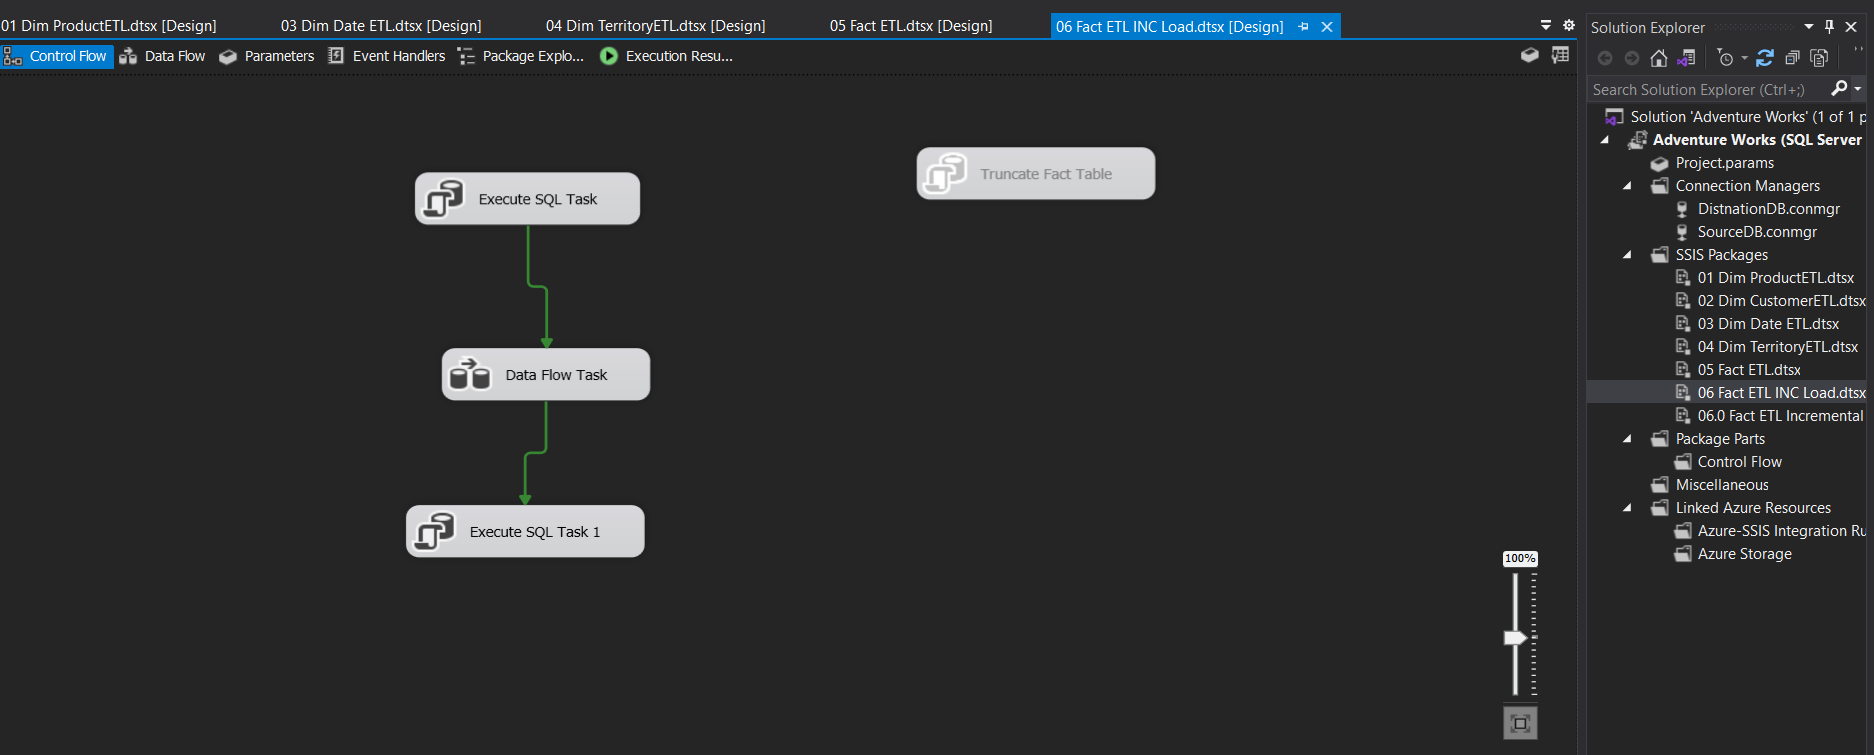 01 Dim ProductETL.dtsx [Design]
03 Dim Date ETL.dtsx [Design]
04 Dim TerritoryETL.dtsx [Design]
05 Fact ETL.dtsx [Design]
06 Fact ETL INC Load.dtsx [Design]
Control Flow
Data Flow
Parameters
Event Handlers
Package Explo...
Execution Resu...
Execute SQL Task
Truncate Fact Table
Data Flow Task
Execute SQL Task 1
100%
Solution Explorer
Search Solution Explorer (Ctrl+;)
Solution 'Adventure Works' (1 of 1 p
Adventure Works (SQL Server
Project.params
Connection Managers
DistnationDB.conmgr
SourceDB.conmgr
SSIS Packages
01 Dim ProductETL.dtsx
02 Dim CustomerETL.dtsx
03 Dim Date ETL.dtsx
04 Dim TerritoryETL.dtsx
05 Fact ETL.dtsx
06 Fact ETL INC Load.dtsx
06.0 Fact ETL Incremental
Package Parts
Control Flow
Miscellaneous
Linked Azure Resources
Azure-SSIS Integration Ru
Azure Storage